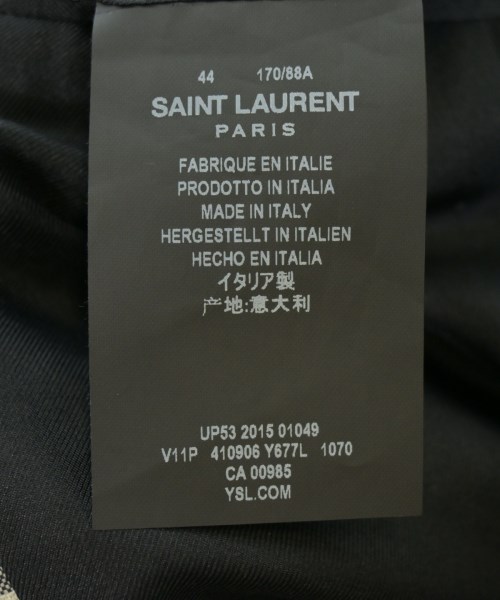 44 170/88A
SAINT LAURENT
PARIS
FABRIQUE EN ITALIE
PRODOTTO IN ITALIA
MADE IN ITALY
HERGESTELLT IN ITALIEN
HECHO EN ITALIA
イタリア製
产地:意大利
UP53 2015 01049
V11P 410906 Y677L 1070
CA 00985
YSL.COM